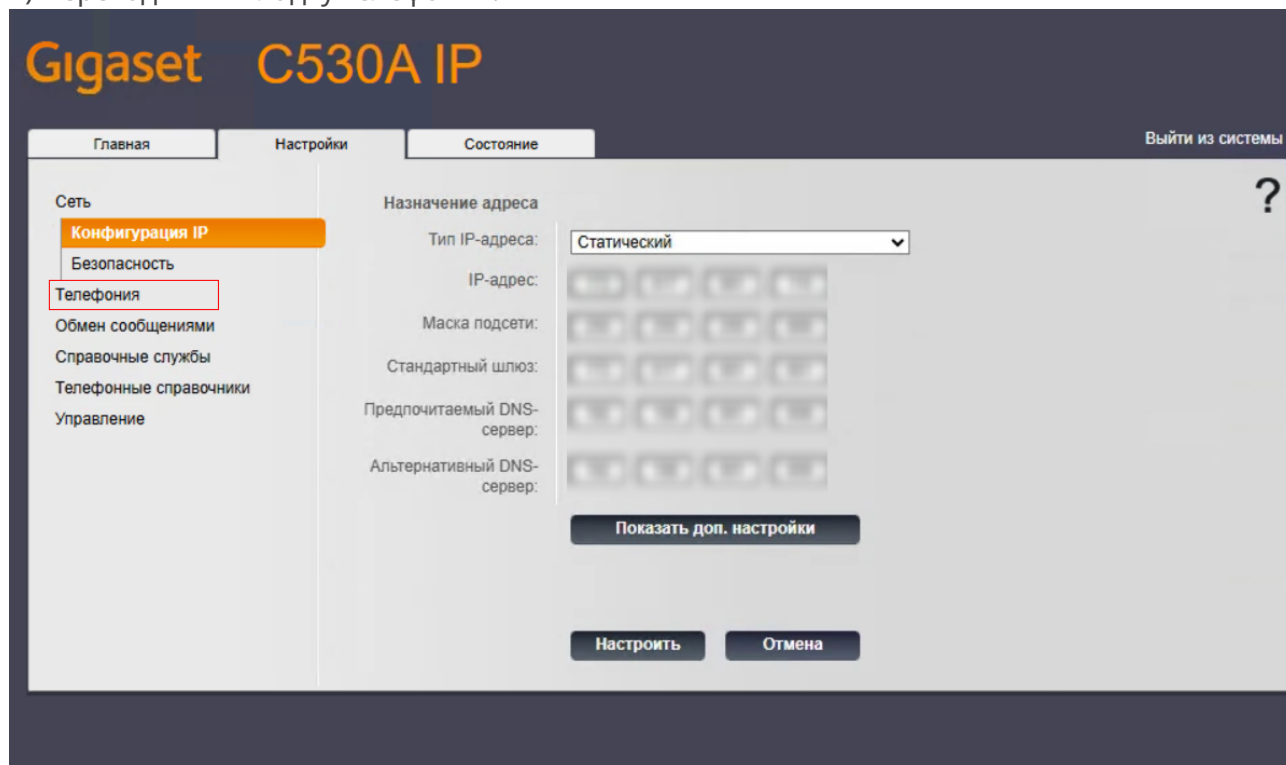 Gigaset C530A IP
Главная Настройки Состояние Выйти из системы
?
Сеть
Конфигурация IP
Безопасность
Телефония
Обмен сообщениями
Справочные службы
Телефонные справочники
Управление
Назначение адреса
Тип IP-адреса: Статический
IP-адрес:
Маска подсети:
Стандартный шлюз:
Предпочитаемый DNS-
сервер:
Альтернативный DNS-
сервер:
Показать доп. настройки
Настроить Отмена